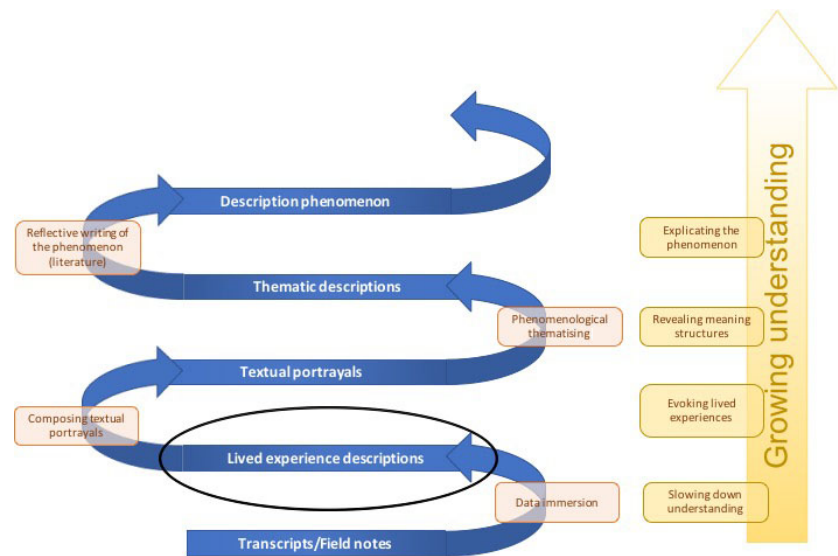 Description phenomenon
Reflective writing of
the phenomenon
(literature)
Explicating the
phenomenon
Thematic descriptions
Phenomenological
thematising
Revealing meaning
structures
Textual portrayals
Composing textual
portrayals
Evoking lived
experiences
Lived experience descriptions
Data immersion
Slowing down
understanding
Transcripts/Field notes
Growing understanding